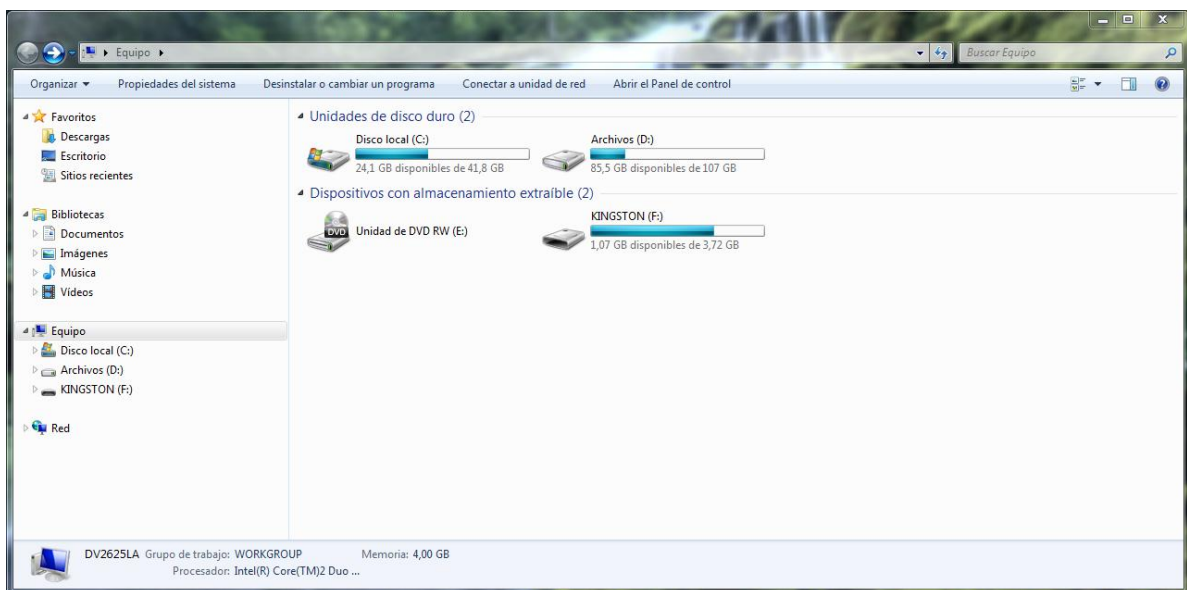 Equipo
Buscar Equipo
Organizar
Propiedades del sistema
Desinstalar o cambiar un programa
Conectar a unidad de red
Abrir el Panel de control
Favoritos
Descargas
Escritorio
Sitios recientes
Bibliotecas
Documentos
Imágenes
Música
Vídeos
Equipo
Disco local (C:)
Archivos (D:)
KINGSTON (F:)
Red
Unidades de disco duro (2)
Disco local (C:)
24,1 GB disponibles de 41,8 GB
Archivos (D:)
85,5 GB disponibles de 107 GB
Dispositivos con almacenamiento extraíble (2)
DVD
Unidad de DVD RW (E:)
KINGSTON (F:)
1,07 GB disponibles de 3,72 GB
DV2625LA Grupo de trabajo: WORKGROUP Memoria: 4,00 GB
Procesador: Intel(R) Core(TM)2 Duo ...